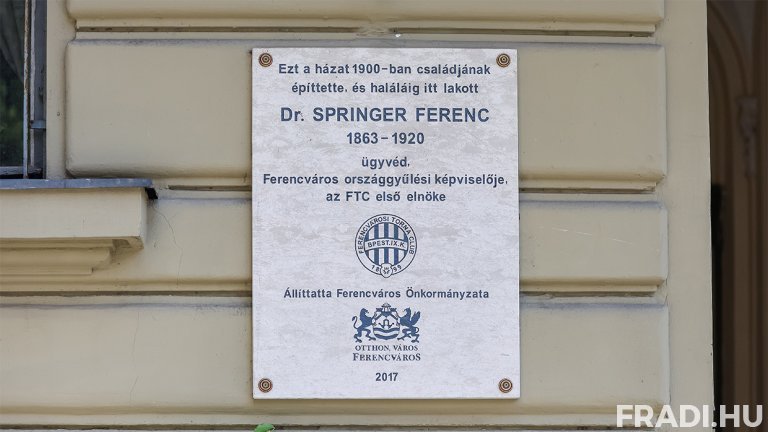 Ezt a házat 1900-ban családjának
építtette, és haláláig itt lakott
Dr. SPRINGER FERENC
1863-1920
ügyvéd,
Ferencváros országgyűlési képviselője,
az FTC első elnöke
FERENCVÁROSI TORNA CLUB
BPEST. IX. K.
1899
Állíttatta Ferencváros Önkormányzata
OTTHON, VÁROS
FERENCVÁROS
2017
FRADI.HU